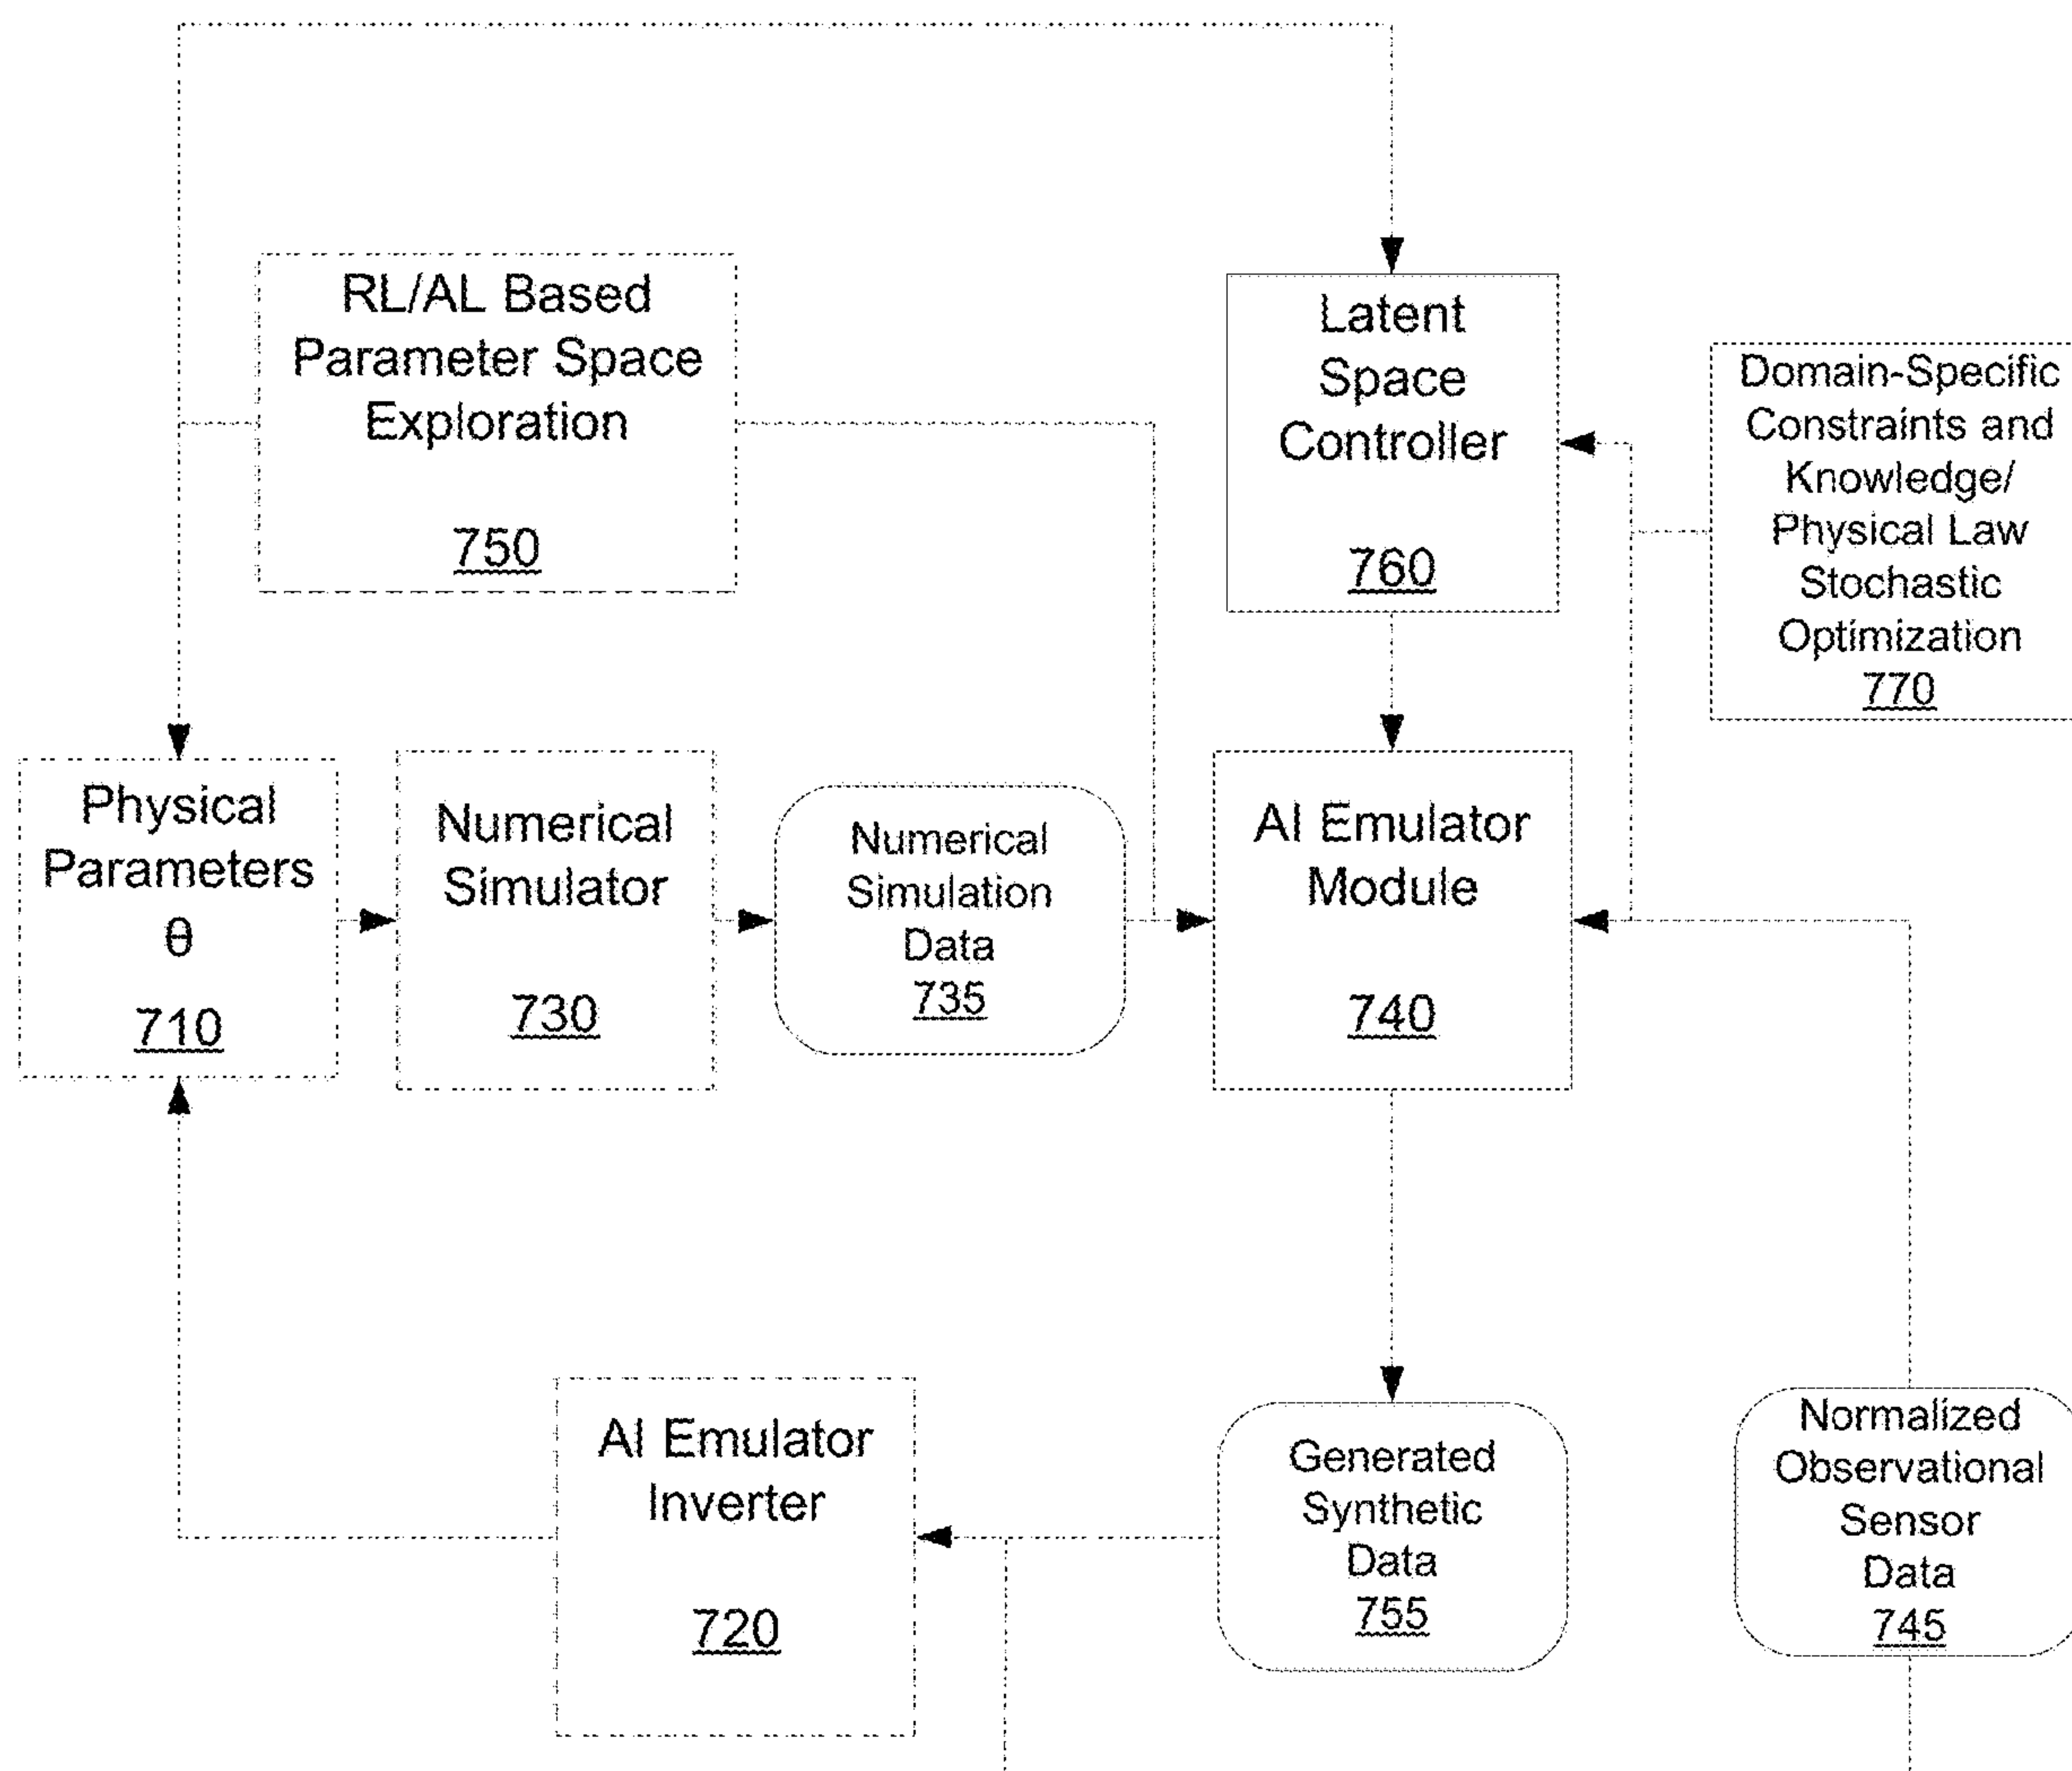 RL/AL Based
Parameter Space
Exploration
750
Latent
Space
Controller
760
Domain-Specific
Constraints and
Knowledge/
Physical Law
Stochastic
Optimization
770
Physical
Parameters
θ
710
Numerical
Simulator
730
Numerical
Simulation
Data
735
AI Emulator
Module
740
AI Emulator
Inverter
720
Generated
Synthetic
Data
755
Normalized
Observational
Sensor
Data
745